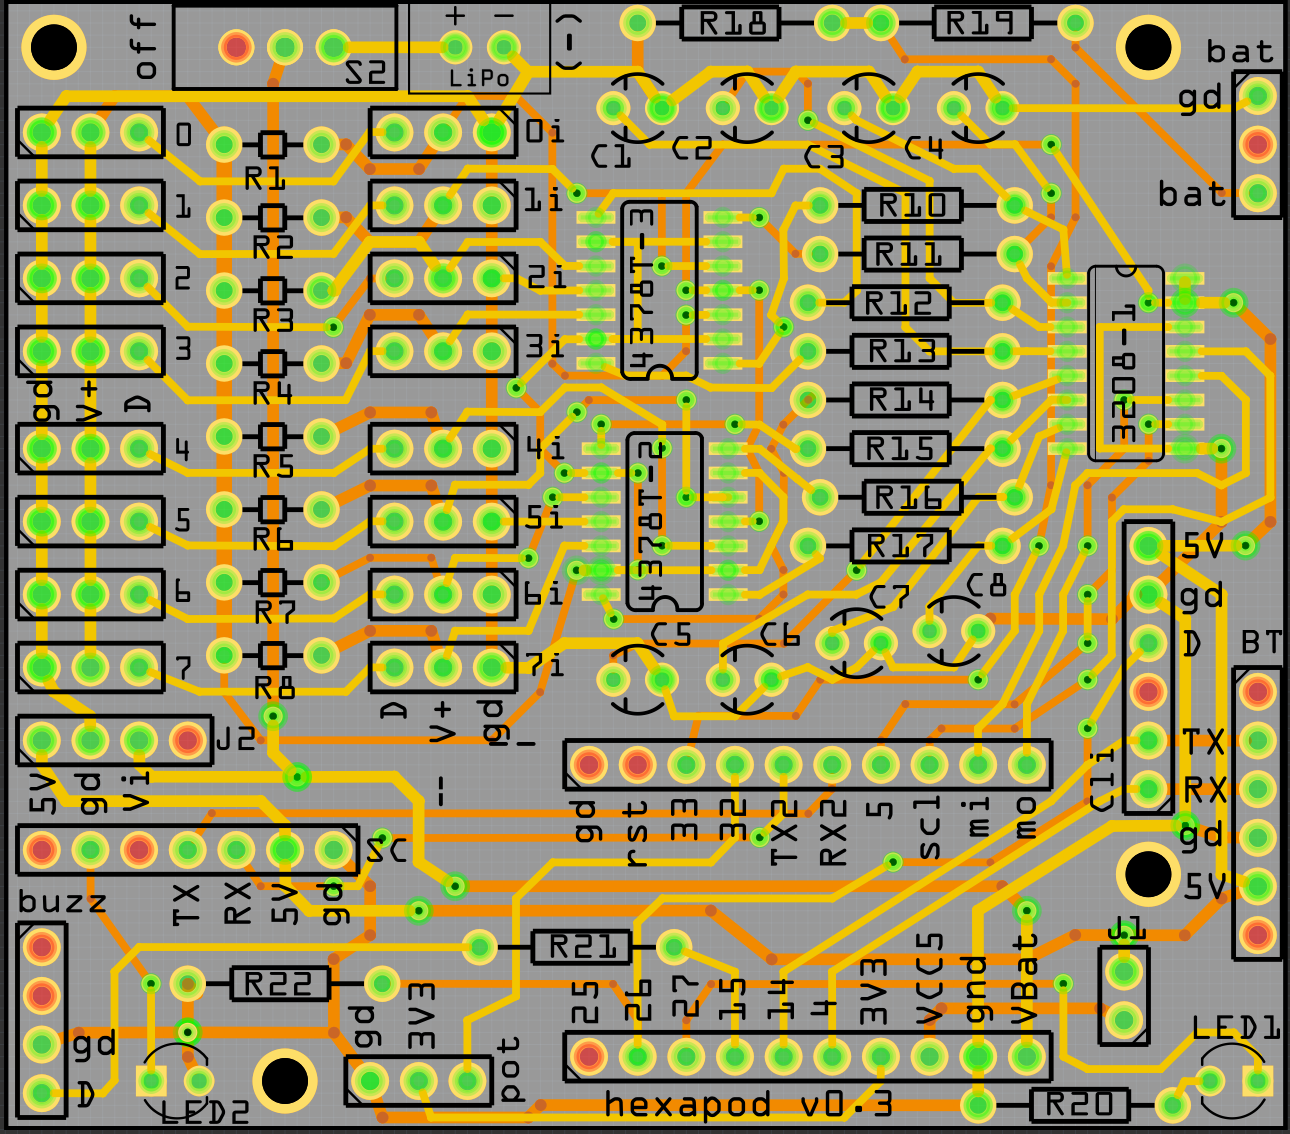 off
S2
+ -
LiPo
(-)
R18
R19
bat
gd
bat
0
R1
0i
C1
C2
C3
C4
1
R2
1i
2
R3
2i
3
R4
3i
gd
V+
D
4
R5
4i
5
R6
5i
6
R7
6i
7
R8
7i
D
V+
gd
4378T-3
4378T-2
R10
R11
R12
R13
R14
R15
R16
R17
3208-1
C5
C6
C7
C8
5V
gd
D
TX
RX
gd
5V
BT
C11
J2
5V
gd
Vi
--
--
SC
TX
RX
5V
gd
gd
rst
33
32
TX2
RX2
5
scl
mi
mo
buzz
gd
D
R22
LED2
R21
gd
3V3
pot
25
26
27
15
14
4
3V3
VCC5
gnd
VBat
J1
LED1
R20
hexapod v0.3